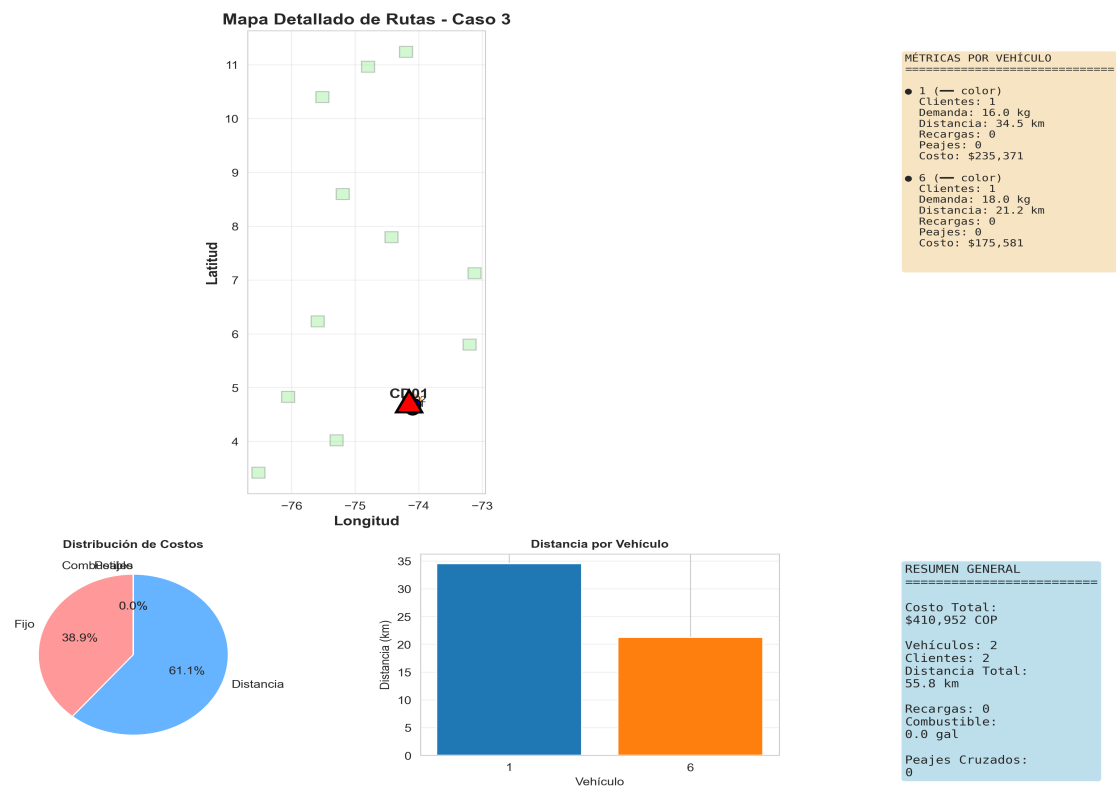 Mapa Detallado de Rutas - Caso 3
11
10
9
8
7
6
5
4
Latitud
CD01
−76
−75
−74
−73
Longitud
MÉTRICAS POR VEHÍCULO
==============================
● 1 (━━ color)
Clientes: 1
Demanda: 16.0 kg
Distancia: 34.5 km
Recargas: 0
Peajes: 0
Costo: $235,371
● 6 (━━ color)
Clientes: 1
Demanda: 18.0 kg
Distancia: 21.2 km
Recargas: 0
Peajes: 0
Costo: $175,581
Distribución de Costos
Fijo
38.9%
0.0%
61.1%
Distancia
Distancia por Vehículo
35
30
25
20
15
10
5
0
Distancia (km)
1
6
Vehículo
RESUMEN GENERAL
=========================
Costo Total:
$410,952 COP
Vehículos: 2
Clientes: 2
Distancia Total:
55.8 km
Recargas: 0
Combustible:
0.0 gal
Peajes Cruzados:
0